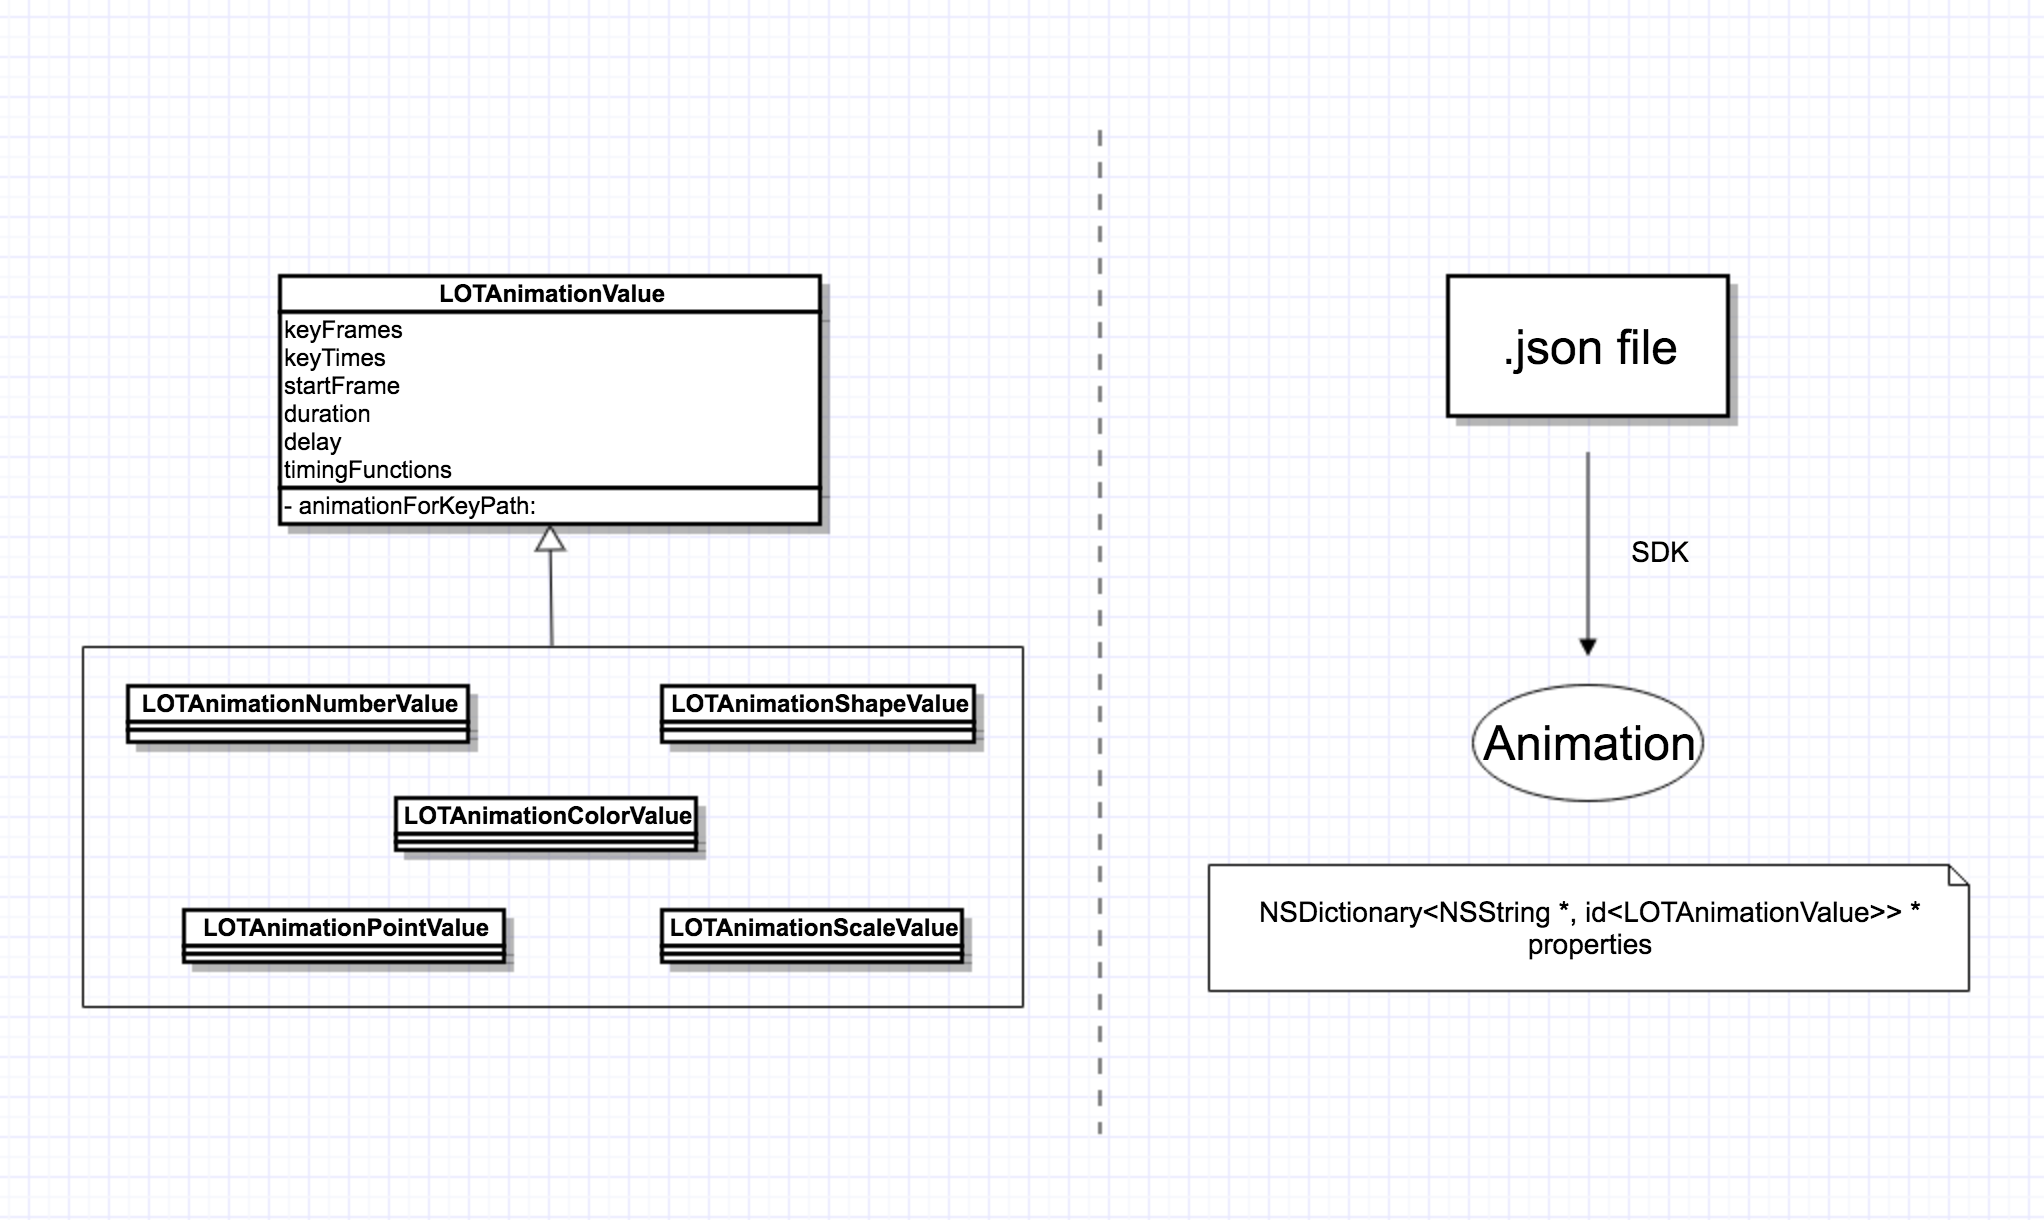 LOTAnimationValue
keyFrames
keyTimes
startFrame
duration
delay
timingFunctions
- animationForKeyPath:
LOTAnimationNumberValue
LOTAnimationShapeValue
LOTAnimationColorValue
LOTAnimationPointValue
LOTAnimationScaleValue
.json file
SDK
Animation
NSDictionary<NSString *, id<LOTAnimationValue>> *
properties